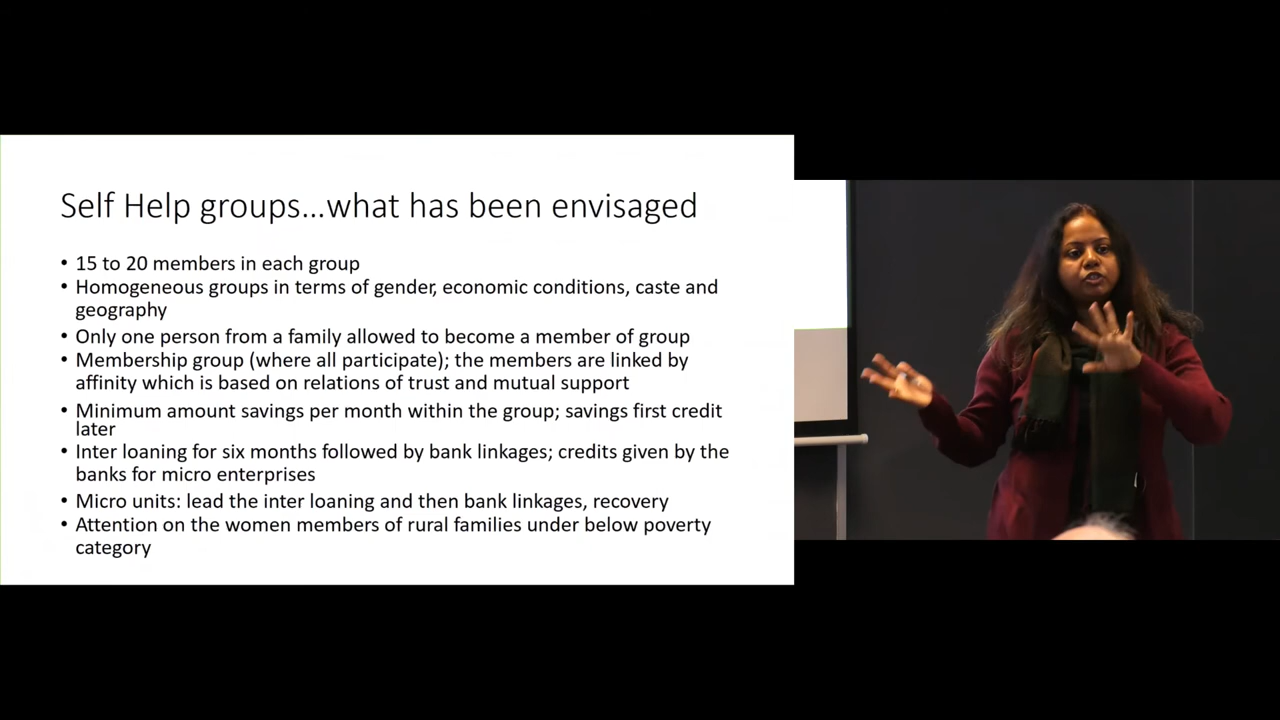 Self Help groups...what has been envisaged
• 15 to 20 members in each group
• Homogeneous groups in terms of gender, economic conditions, caste and
geography
• Only one person from a family allowed to become a member of group
• Membership group (where all participate); the members are linked by
affinity which is based on relations of trust and mutual support
• Minimum amount savings per month within the group; savings first credit
later
• Inter loaning for six months followed by bank linkages; credits given by the
banks for micro enterprises
• Micro units: lead the inter loaning and then bank linkages, recovery
• Attention on the women members of rural families under below poverty
category